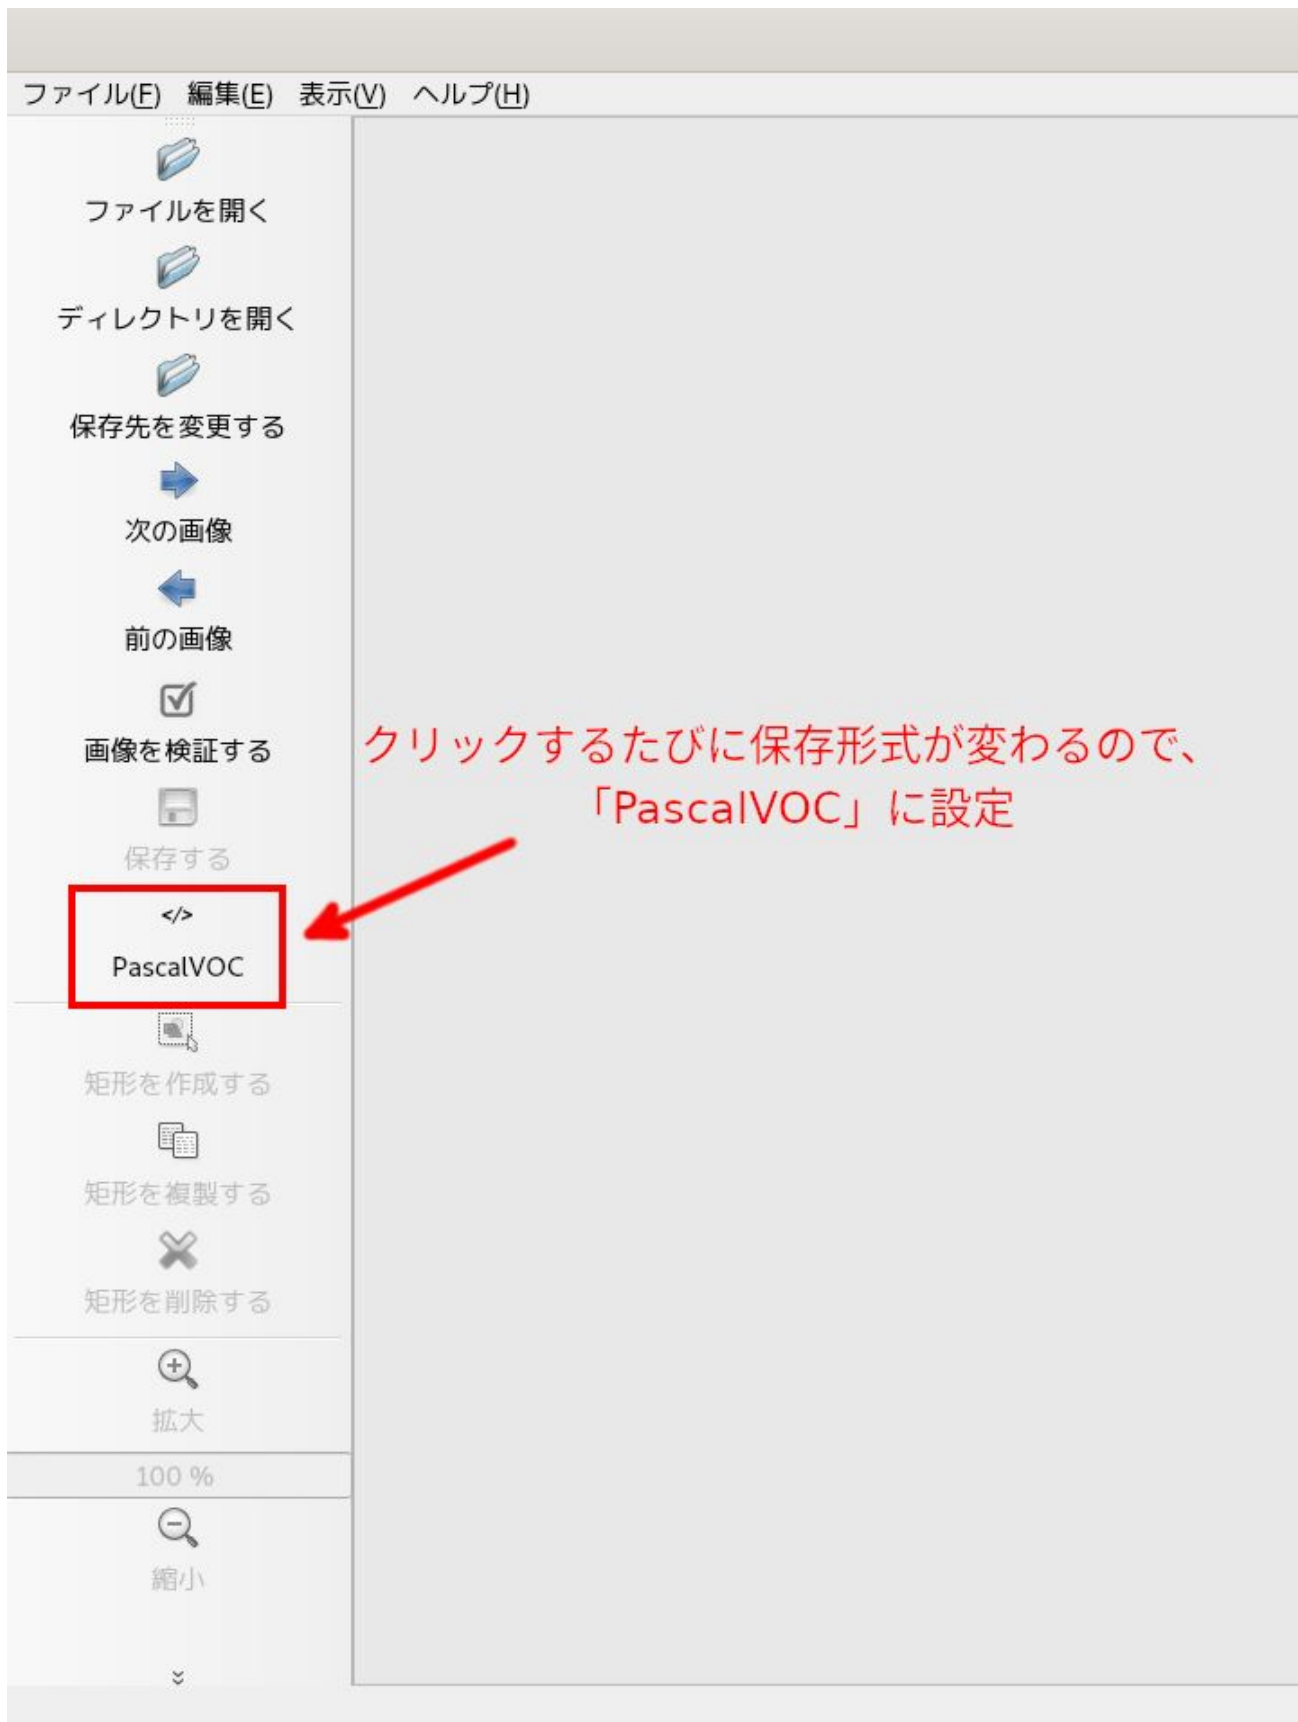 ファイル(F) 編集(E) 表示(V) ヘルプ(H)
ファイルを開く
ディレクトリを開く
保存先を変更する
次の画像
前の画像
画像を検証する
クリックするたびに保存形式が変わるので、
「PascalVOC」に設定
保存する
</>
PascalVOC
矩形を作成する
矩形を複製する
矩形を削除する
拡大
100 %
縮小